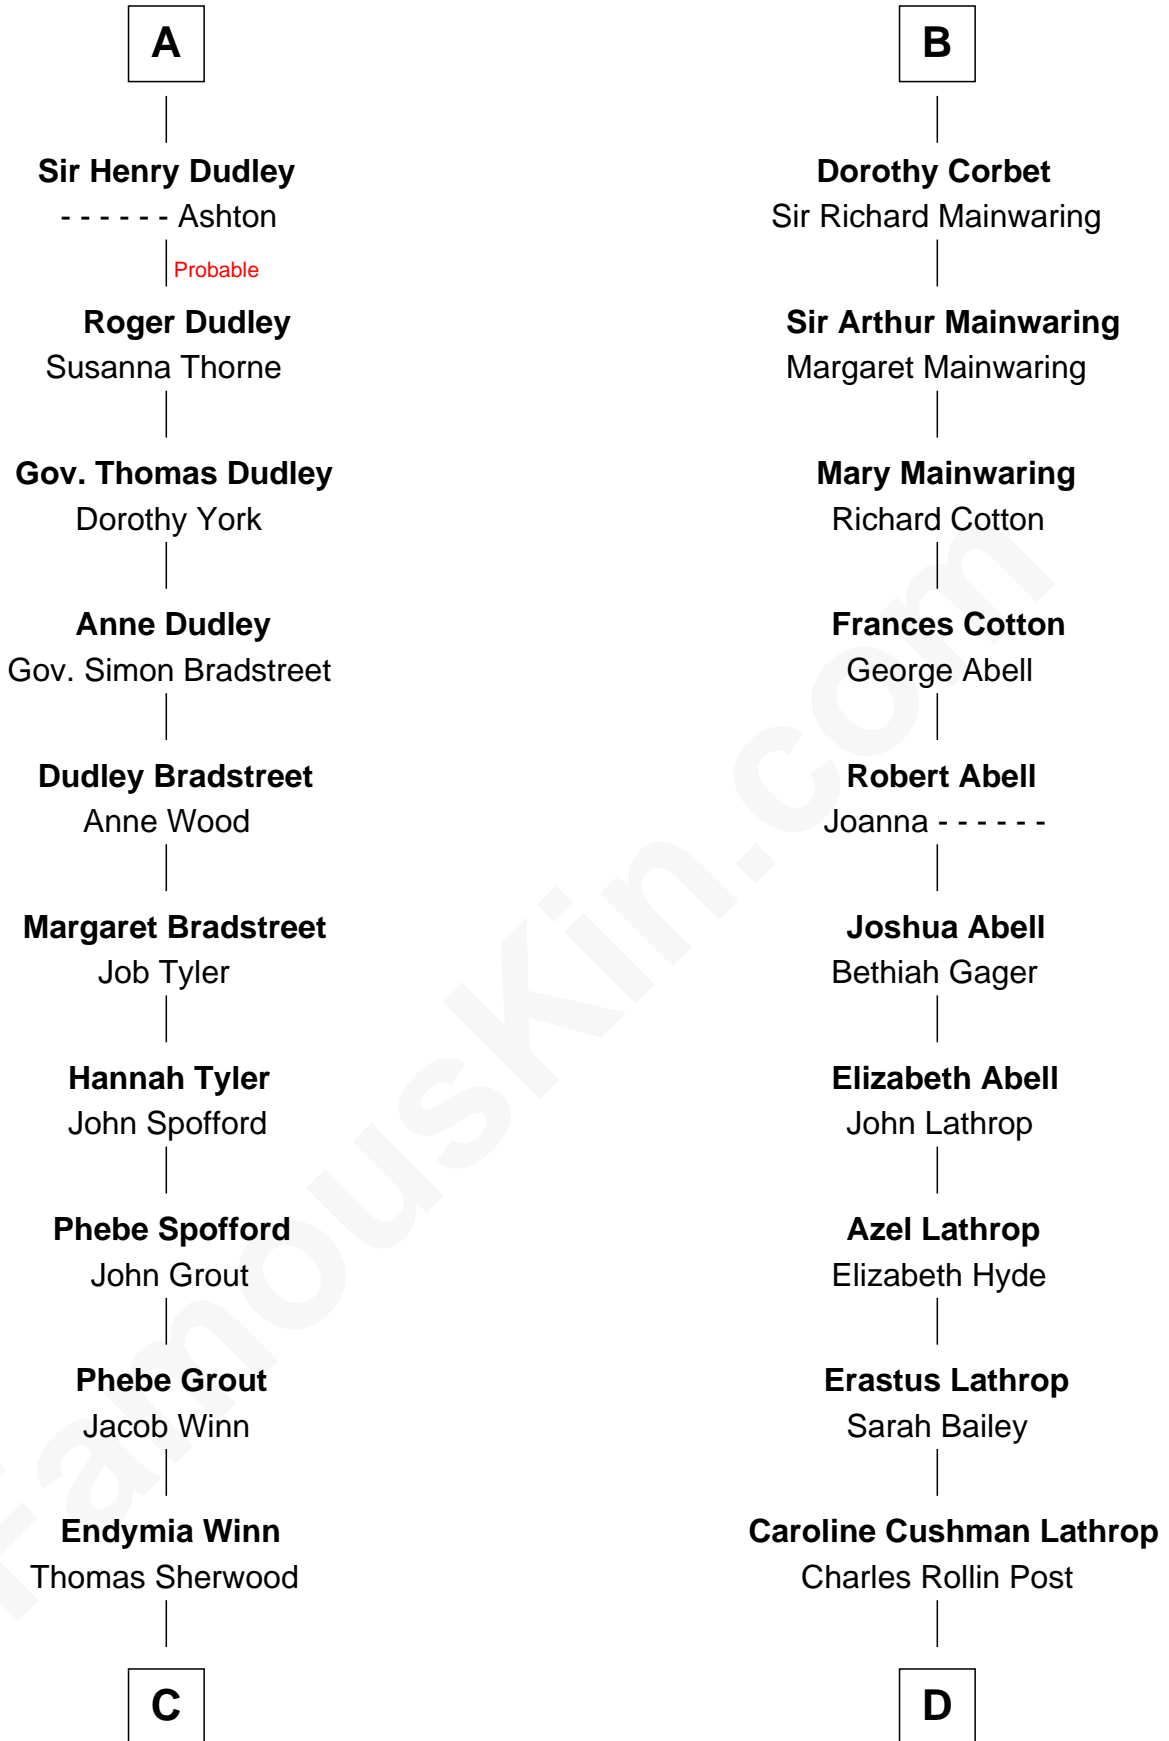 A
Sir Henry Dudley
- - - - - - Ashton
Probable
Roger Dudley
Susanna Thorne
Gov. Thomas Dudley
Dorothy York
Anne Dudley
Gov. Simon Bradstreet
Dudley Bradstreet
Anne Wood
Margaret Bradstreet
Job Tyler
Hannah Tyler
John Spofford
Phebe Spofford
John Grout
Phebe Grout
Jacob Winn
Endymia Winn
Thomas Sherwood
C
B
Dorothy Corbet
Sir Richard Mainwaring
Sir Arthur Mainwaring
Margaret Mainwaring
Mary Mainwaring
Richard Cotton
Frances Cotton
George Abell
Robert Abell
Joanna - - - - - -
Joshua Abell
Bethiah Gager
Elizabeth Abell
John Lathrop
Azel Lathrop
Elizabeth Hyde
Erastus Lathrop
Sarah Bailey
Caroline Cushman Lathrop
Charles Rollin Post
D
FamousKin.com